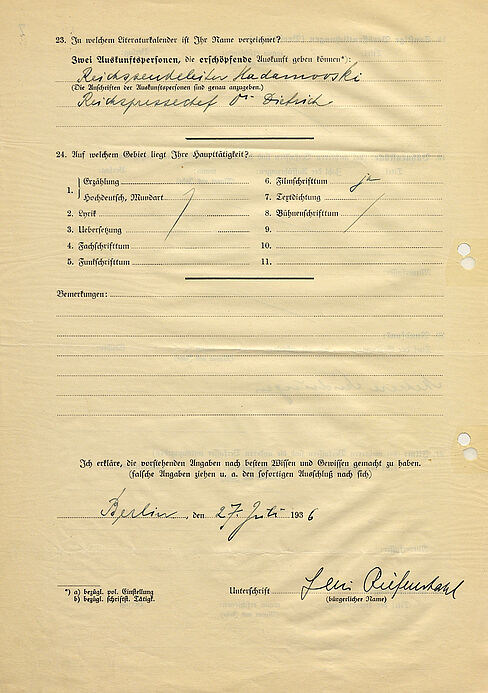 23. In welchem Literaturkalender ist Ihr Name verzeichnet?
Zwei Auskunftspersonen, die erschöpfende Auskunft geben können*):
Reichssendeleiter Hadamovski
(Die Anschriften der Auskunftspersonen sind genau anzugeben.)
Reichspressechef Dr. Dietrich
24. Auf welchem Gebiet liegt Ihre Haupttätigkeit?
1. Erzählung
Hochdeutsch, Mundart
2. Lyrik
3. Uebersetzung
4. Fachschrifttum
5. Funkschrifttum
6. Filmschrifttum ja
7. Textdichtung
8. Bühnenschrifttum
9.
10.
11.
Bemerkungen:
Ich erkläre, die vorstehenden Angaben nach bestem Wissen und Gewissen gemacht zu haben.
(falsche Angaben ziehen u. a. den sofortigen Ausschluß nach sich)
Berlin, den 27. Juli 1936
*) a) bezügl. pol. Einstellung
b) bezügl. schriftst. Tätigk.
Unterschrift Leni Riefenstahl
(bürgerlicher Name)